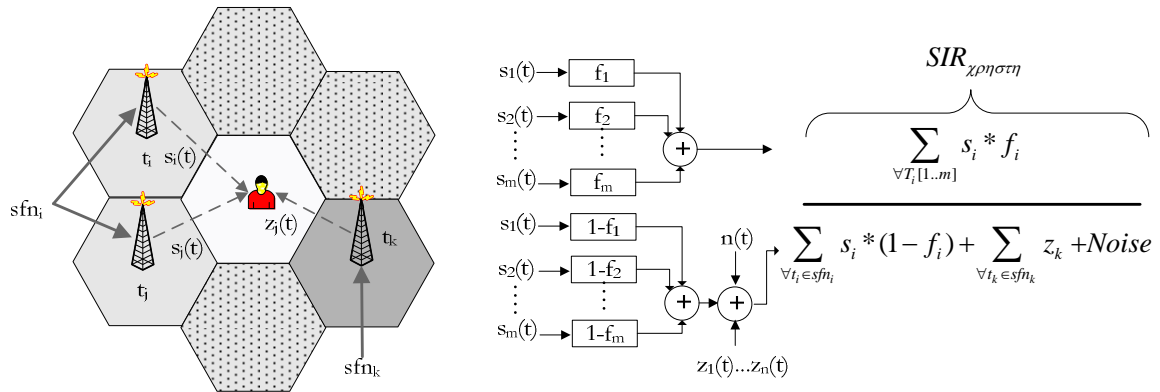 t_i
s_i(t)
sfn_i
s_j(t)
z_j(t)
t_k
t_j
sfn_k
s_1(t)
f_1
s_2(t)
f_2
s_m(t)
f_m
+
s_1(t)
1-f_1
n(t)
s_2(t)
1-f_2
+
+
s_m(t)
1-f_m
z_1(t)...z_n(t)
SIR_χρηστη
∑ s_i * f_i
∀T_i[1..m]
∑ s_i *(1 − f_i) + ∑ z_k +Noise
∀t_i∈sfn_i ∀t_k∈sfn_k